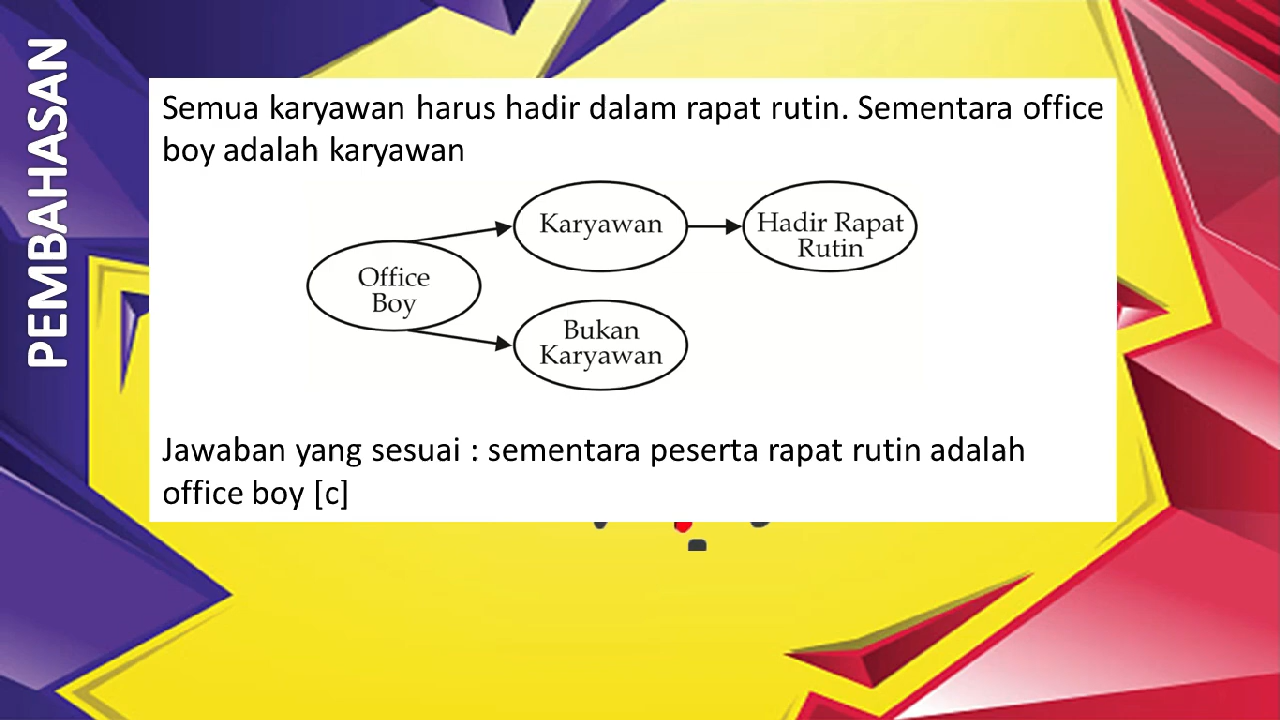 PEMBAHASAN
Semua karyawan harus hadir dalam rapat rutin. Sementara office
boy adalah karyawan
Karyawan
Hadir Rapat
Rutin
Office
Boy
Bukan
Karyawan
Jawaban yang sesuai : sementara peserta rapat rutin adalah
office boy [c]